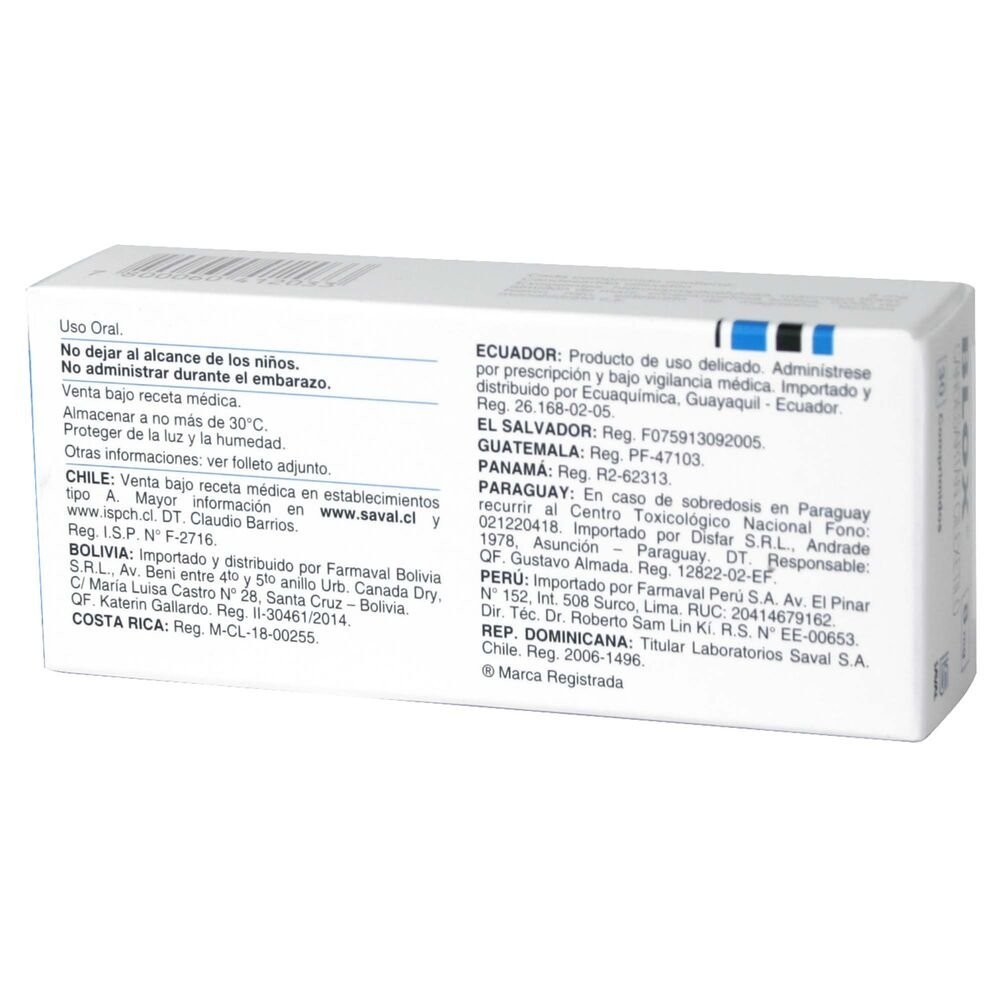 7 800060 412033
Uso Oral.
No dejar al alcance de los niños.
No administrar durante el embarazo.
Venta bajo receta médica.
Almacenar a no más de 30°C.
Proteger de la luz y la humedad.
Otras informaciones: ver folleto adjunto.
CHILE: Venta bajo receta médica en establecimientos
tipo A. Mayor información en www.saval.cl y
www.ispch.cl. DT. Claudio Barrios.
Reg. I.S.P. N° F-2716.
BOLIVIA: Importado y distribuido por Farmaval Bolivia
S.R.L., Av. Beni entre 4to y 5to anillo Urb. Canada Dry,
C/ María Luisa Castro N° 28, Santa Cruz – Bolivia.
QF. Katerin Gallardo. Reg. II-30461/2014.
COSTA RICA: Reg. M-CL-18-00255.
ECUADOR: Producto de uso delicado. Adminístrese
por prescripción y bajo vigilancia médica. Importado y
distribuido por Ecuaquímica, Guayaquil - Ecuador.
Reg. 26.168-02-05.
EL SALVADOR: Reg. F075913092005.
GUATEMALA: Reg. PF-47103.
PANAMÁ: Reg. R2-62313.
PARAGUAY: En caso de sobredosis en Paraguay
recurrir al Centro Toxicológico Nacional Fono:
021220418. Importado por Disfar S.R.L., Andrade
1978, Asunción – Paraguay. DT. Responsable:
QF. Gustavo Almada. Reg. 12822-02-EF.
PERÚ: Importado por Farmaval Perú S.A. Av. El Pinar
N° 152, Int. 508 Surco, Lima. RUC: 20414679162.
Dir. Téc. Dr. Roberto Sam Lin Kí. R.S. N° EE-00653.
REP. DOMINICANA: Titular Laboratorios Saval S.A.
Chile. Reg. 2006-1496.
® Marca Registrada
30 Comprimidos
SAVAL